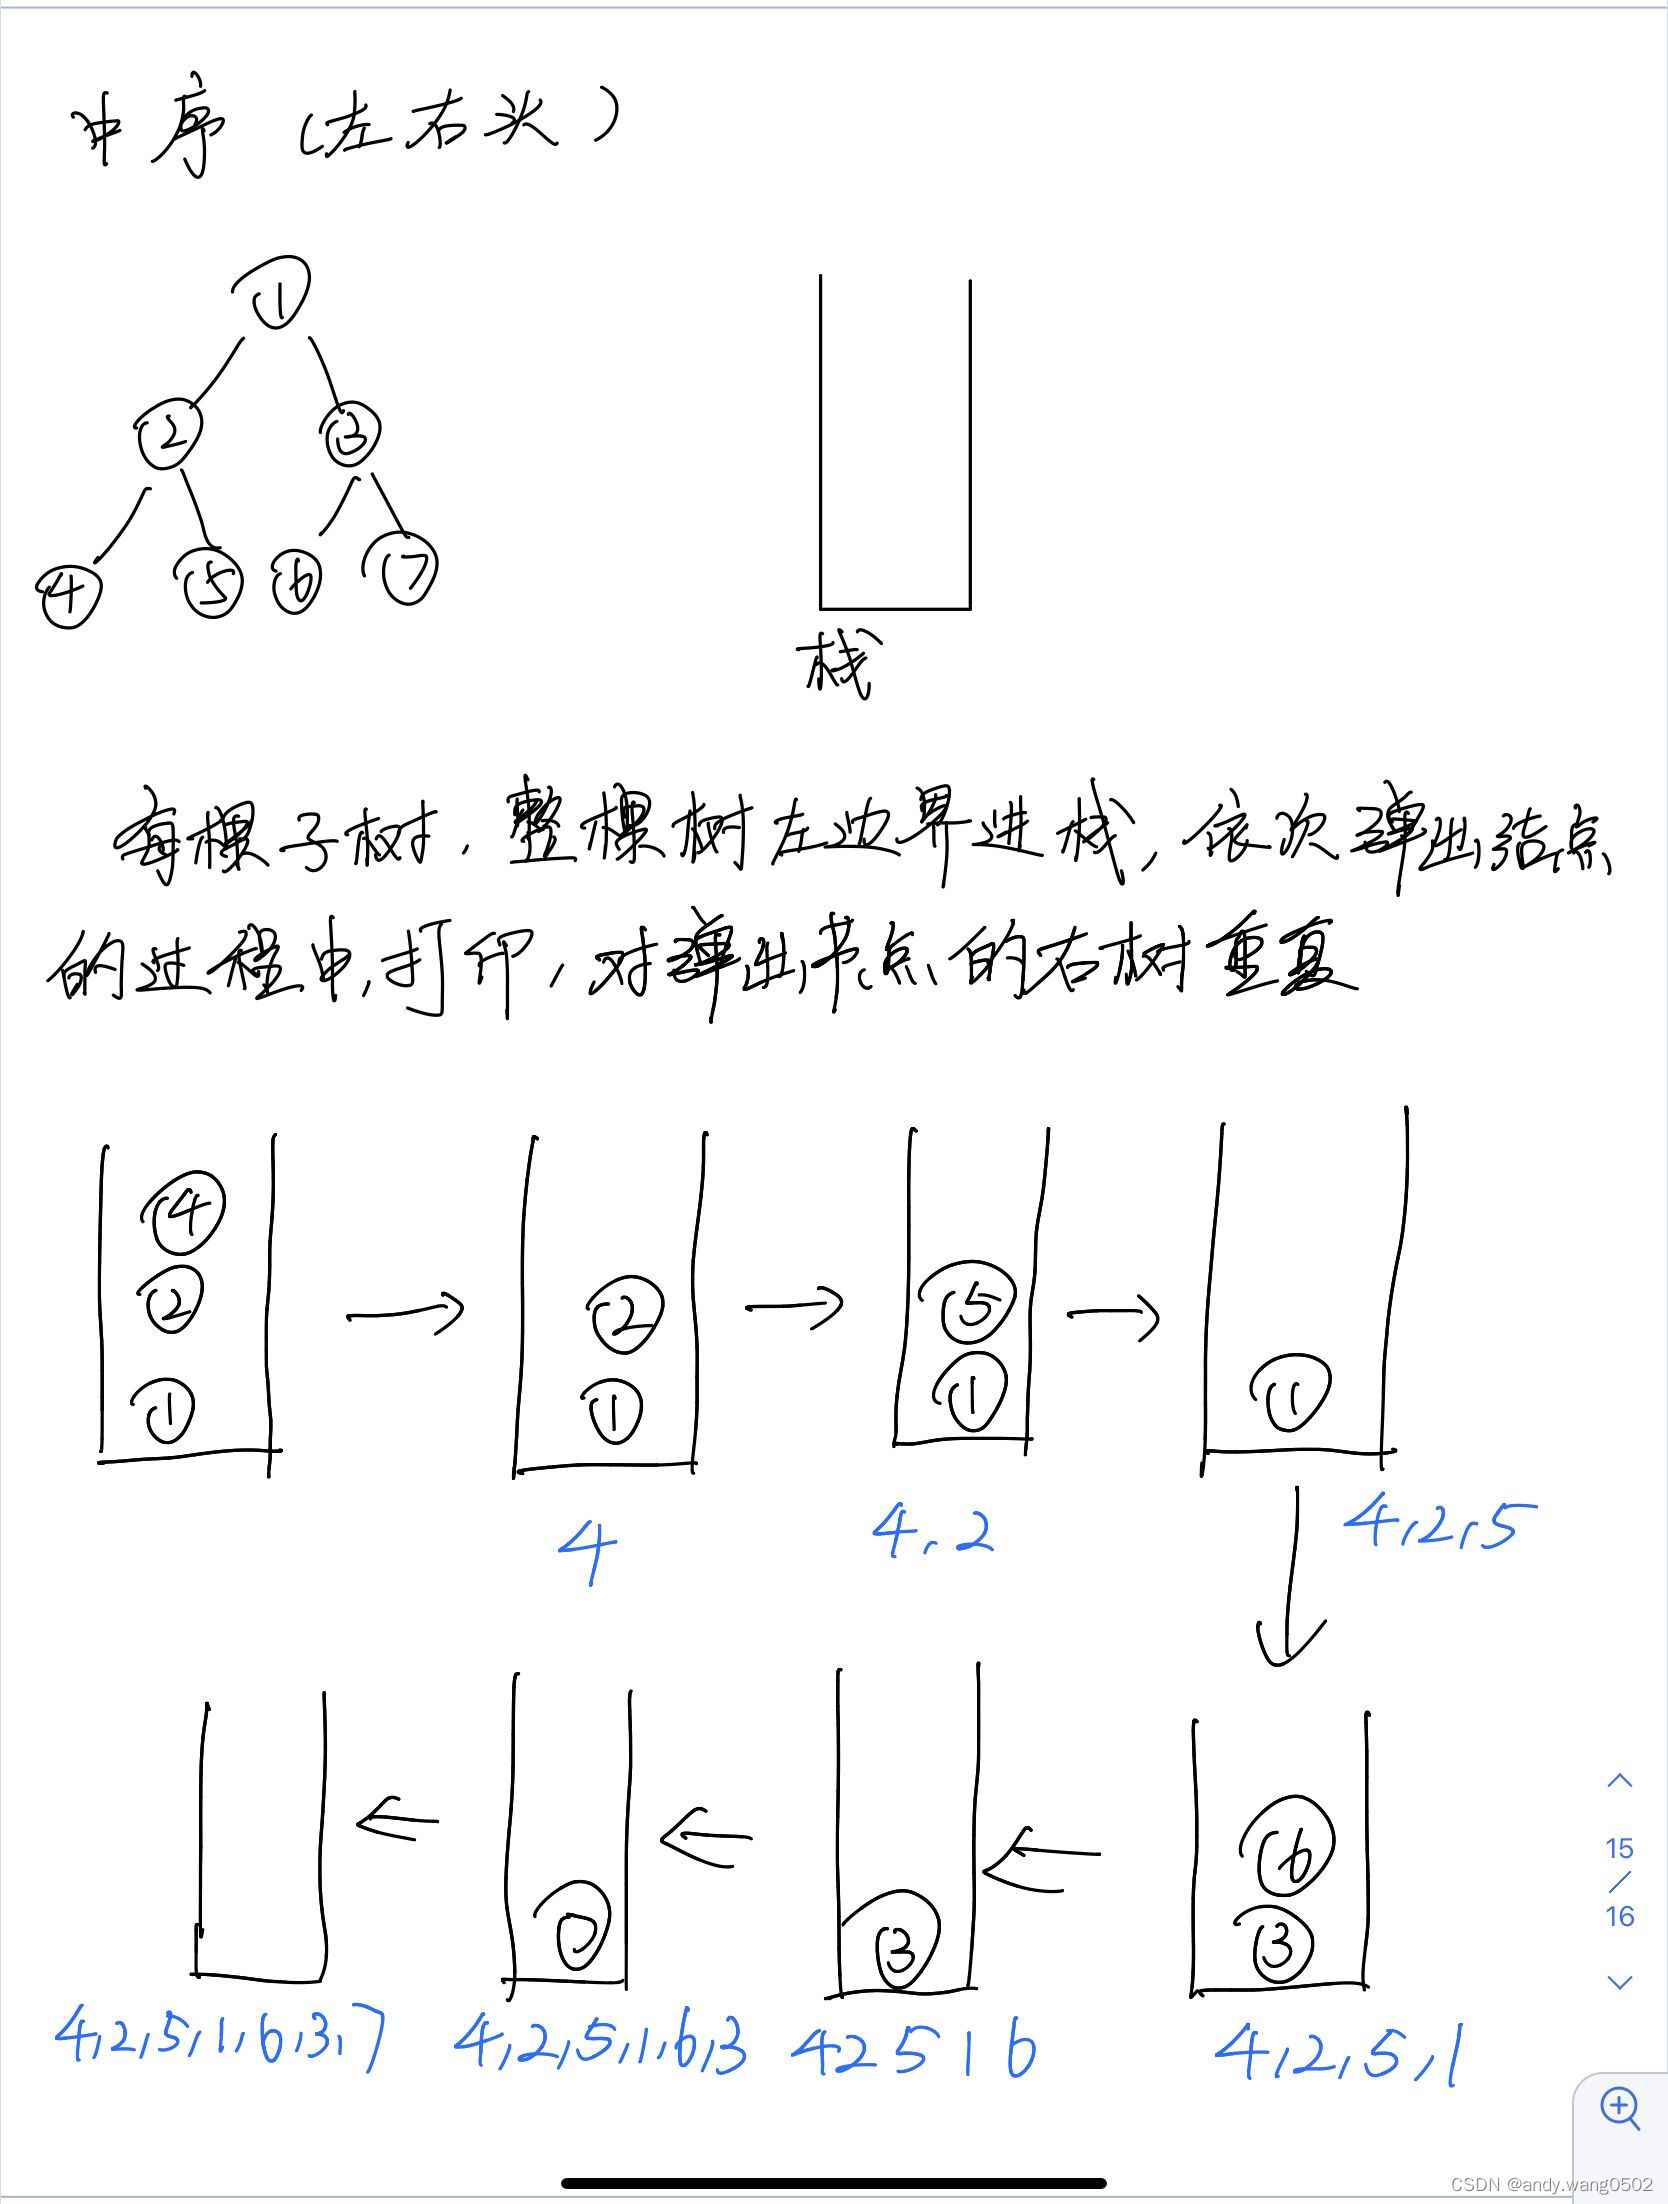 中序（左右头）
1
2 3
4 5 6 7
栈
每棵子树，整棵树左边界进栈，依次弹出结点
的过程中，打印，对弹出节点的右树重复
4
2 2 5
1 1 1 1
4 4,2 4,2,5
6
7 3 3
4,2,5,1,6,3,7 4,2,5,1,6,3 4 2 5 1 6 4,2,5,1
15
/
16
CSDN @andy.wang0502